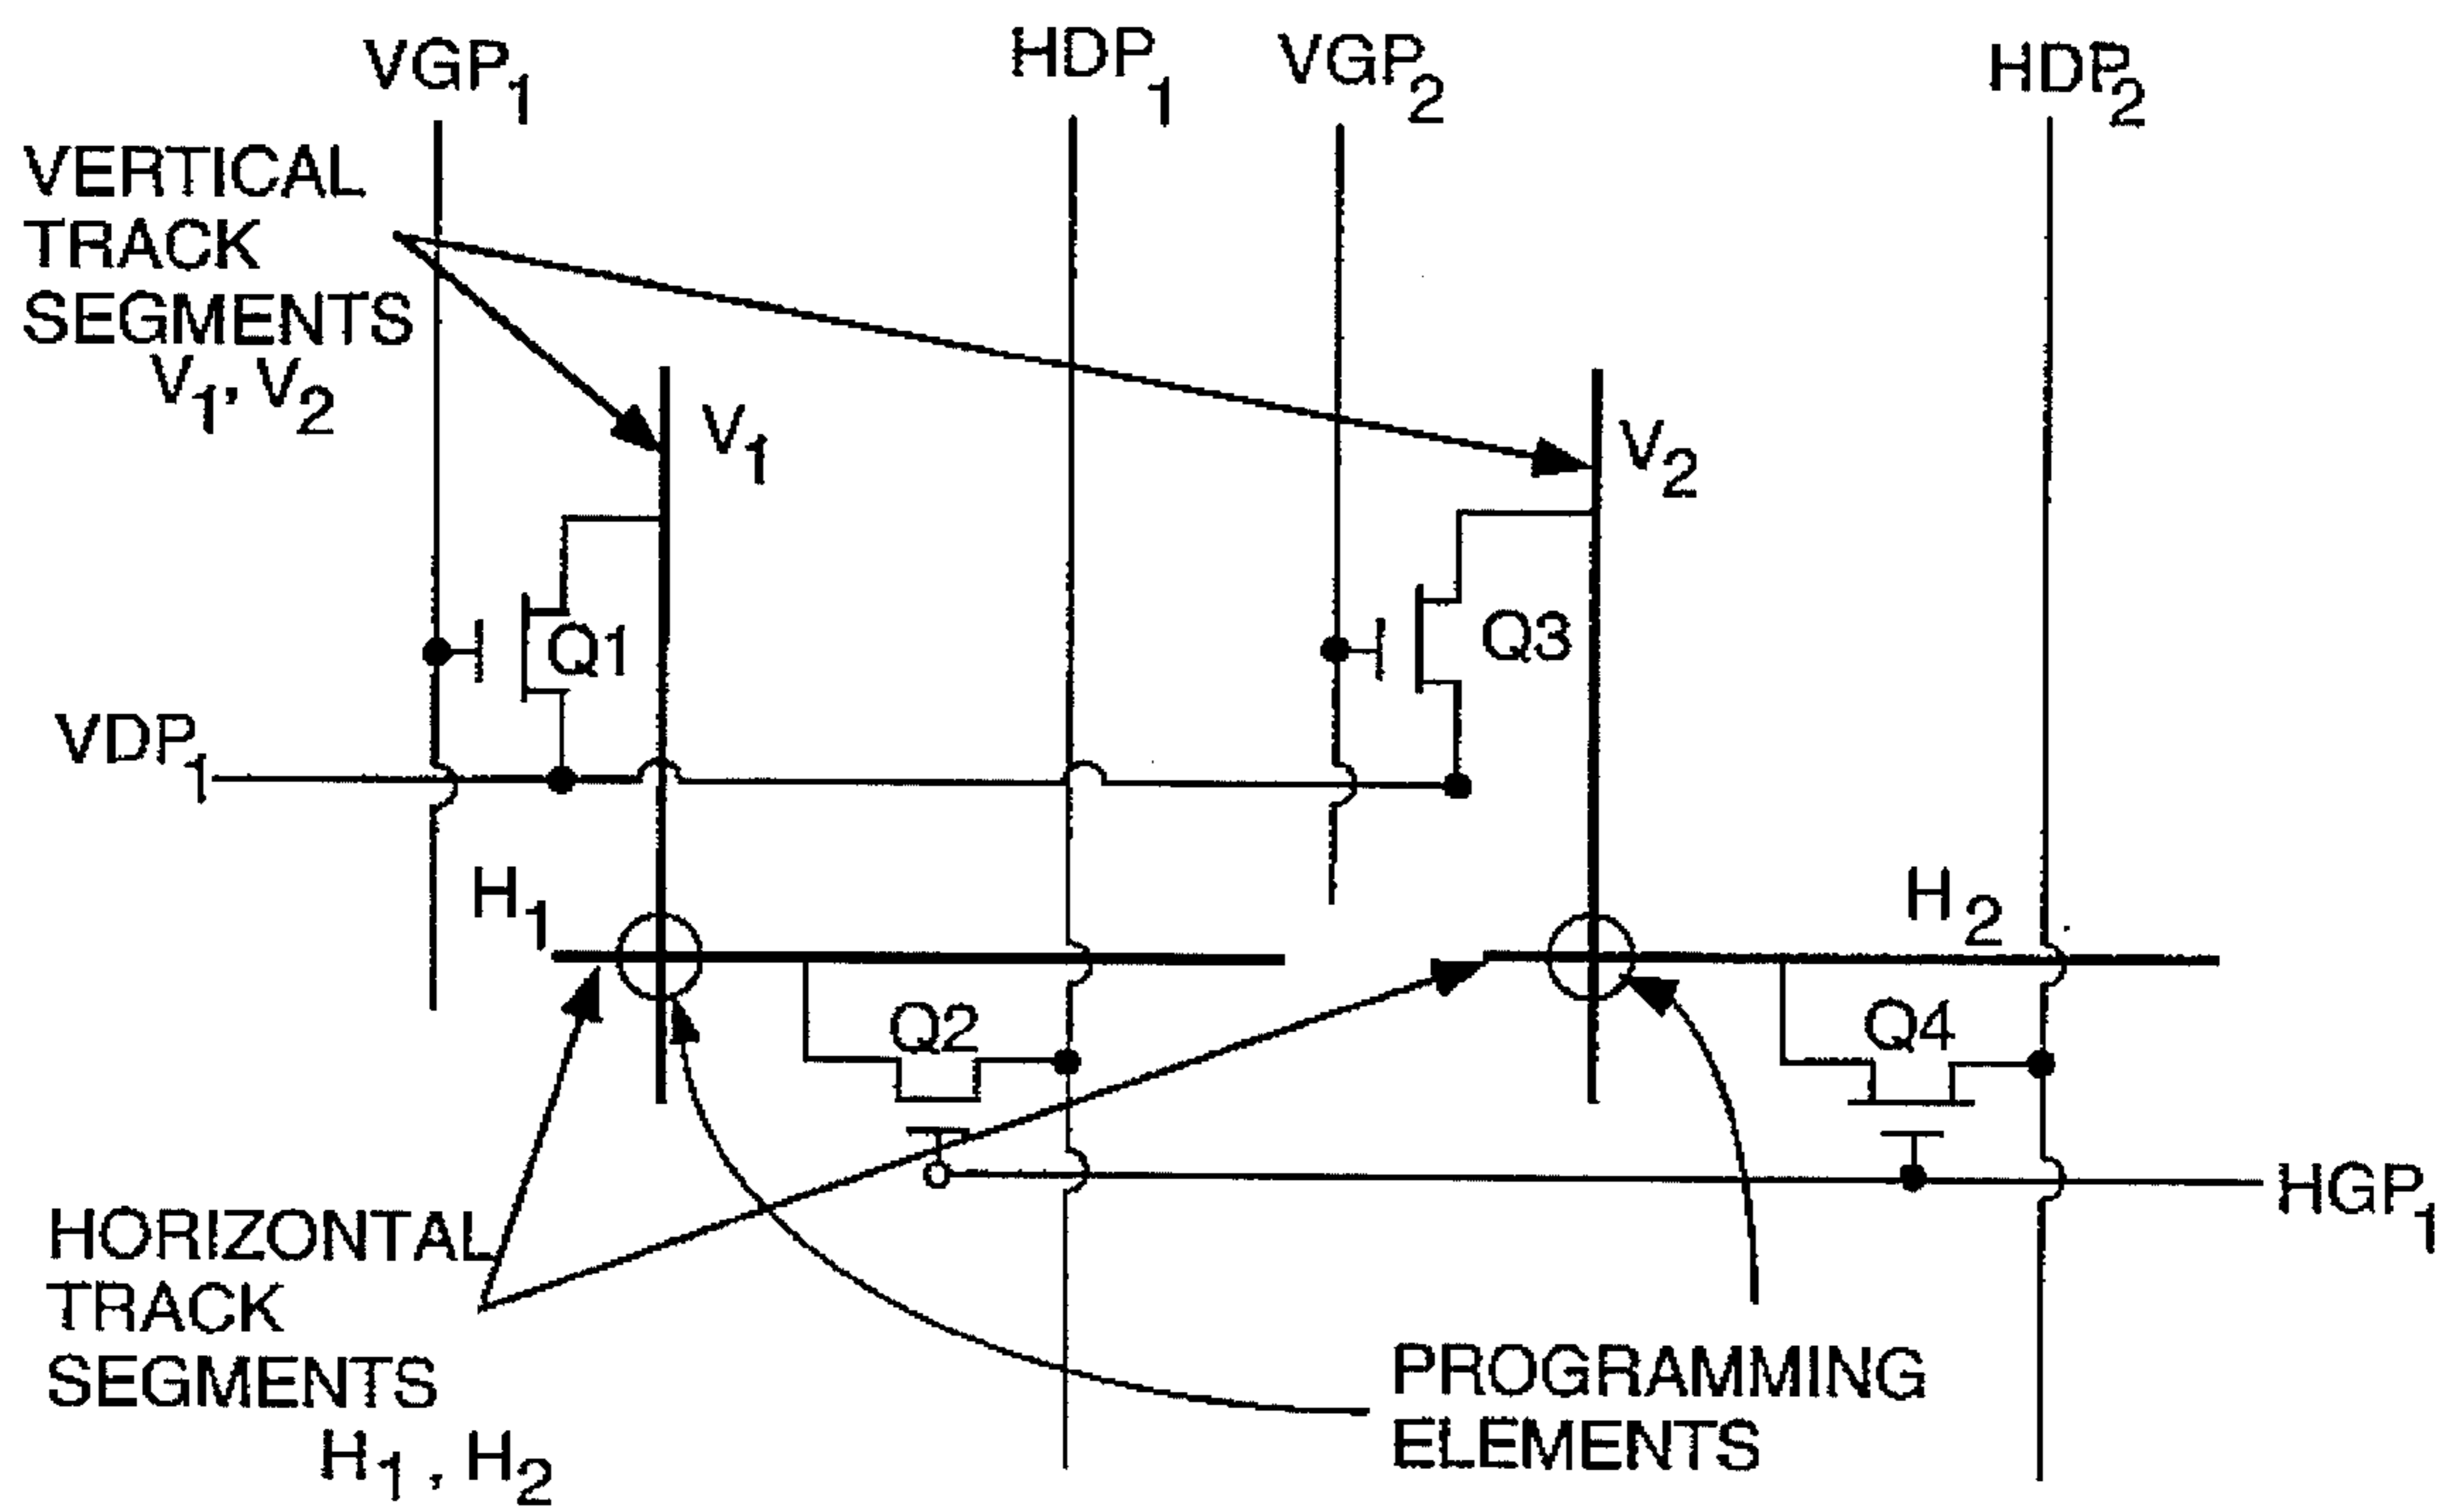 VGP1
HDP1
VGP2
HDP2
VERTICAL
TRACK
SEGMENTS
V1, V2
V1
V2
Q1
Q3
VDP1
H1
H2
Q2
Q4
HGP1
HORIZONTAL
TRACK
SEGMENTS
H1, H2
PROGRAMMING
ELEMENTS